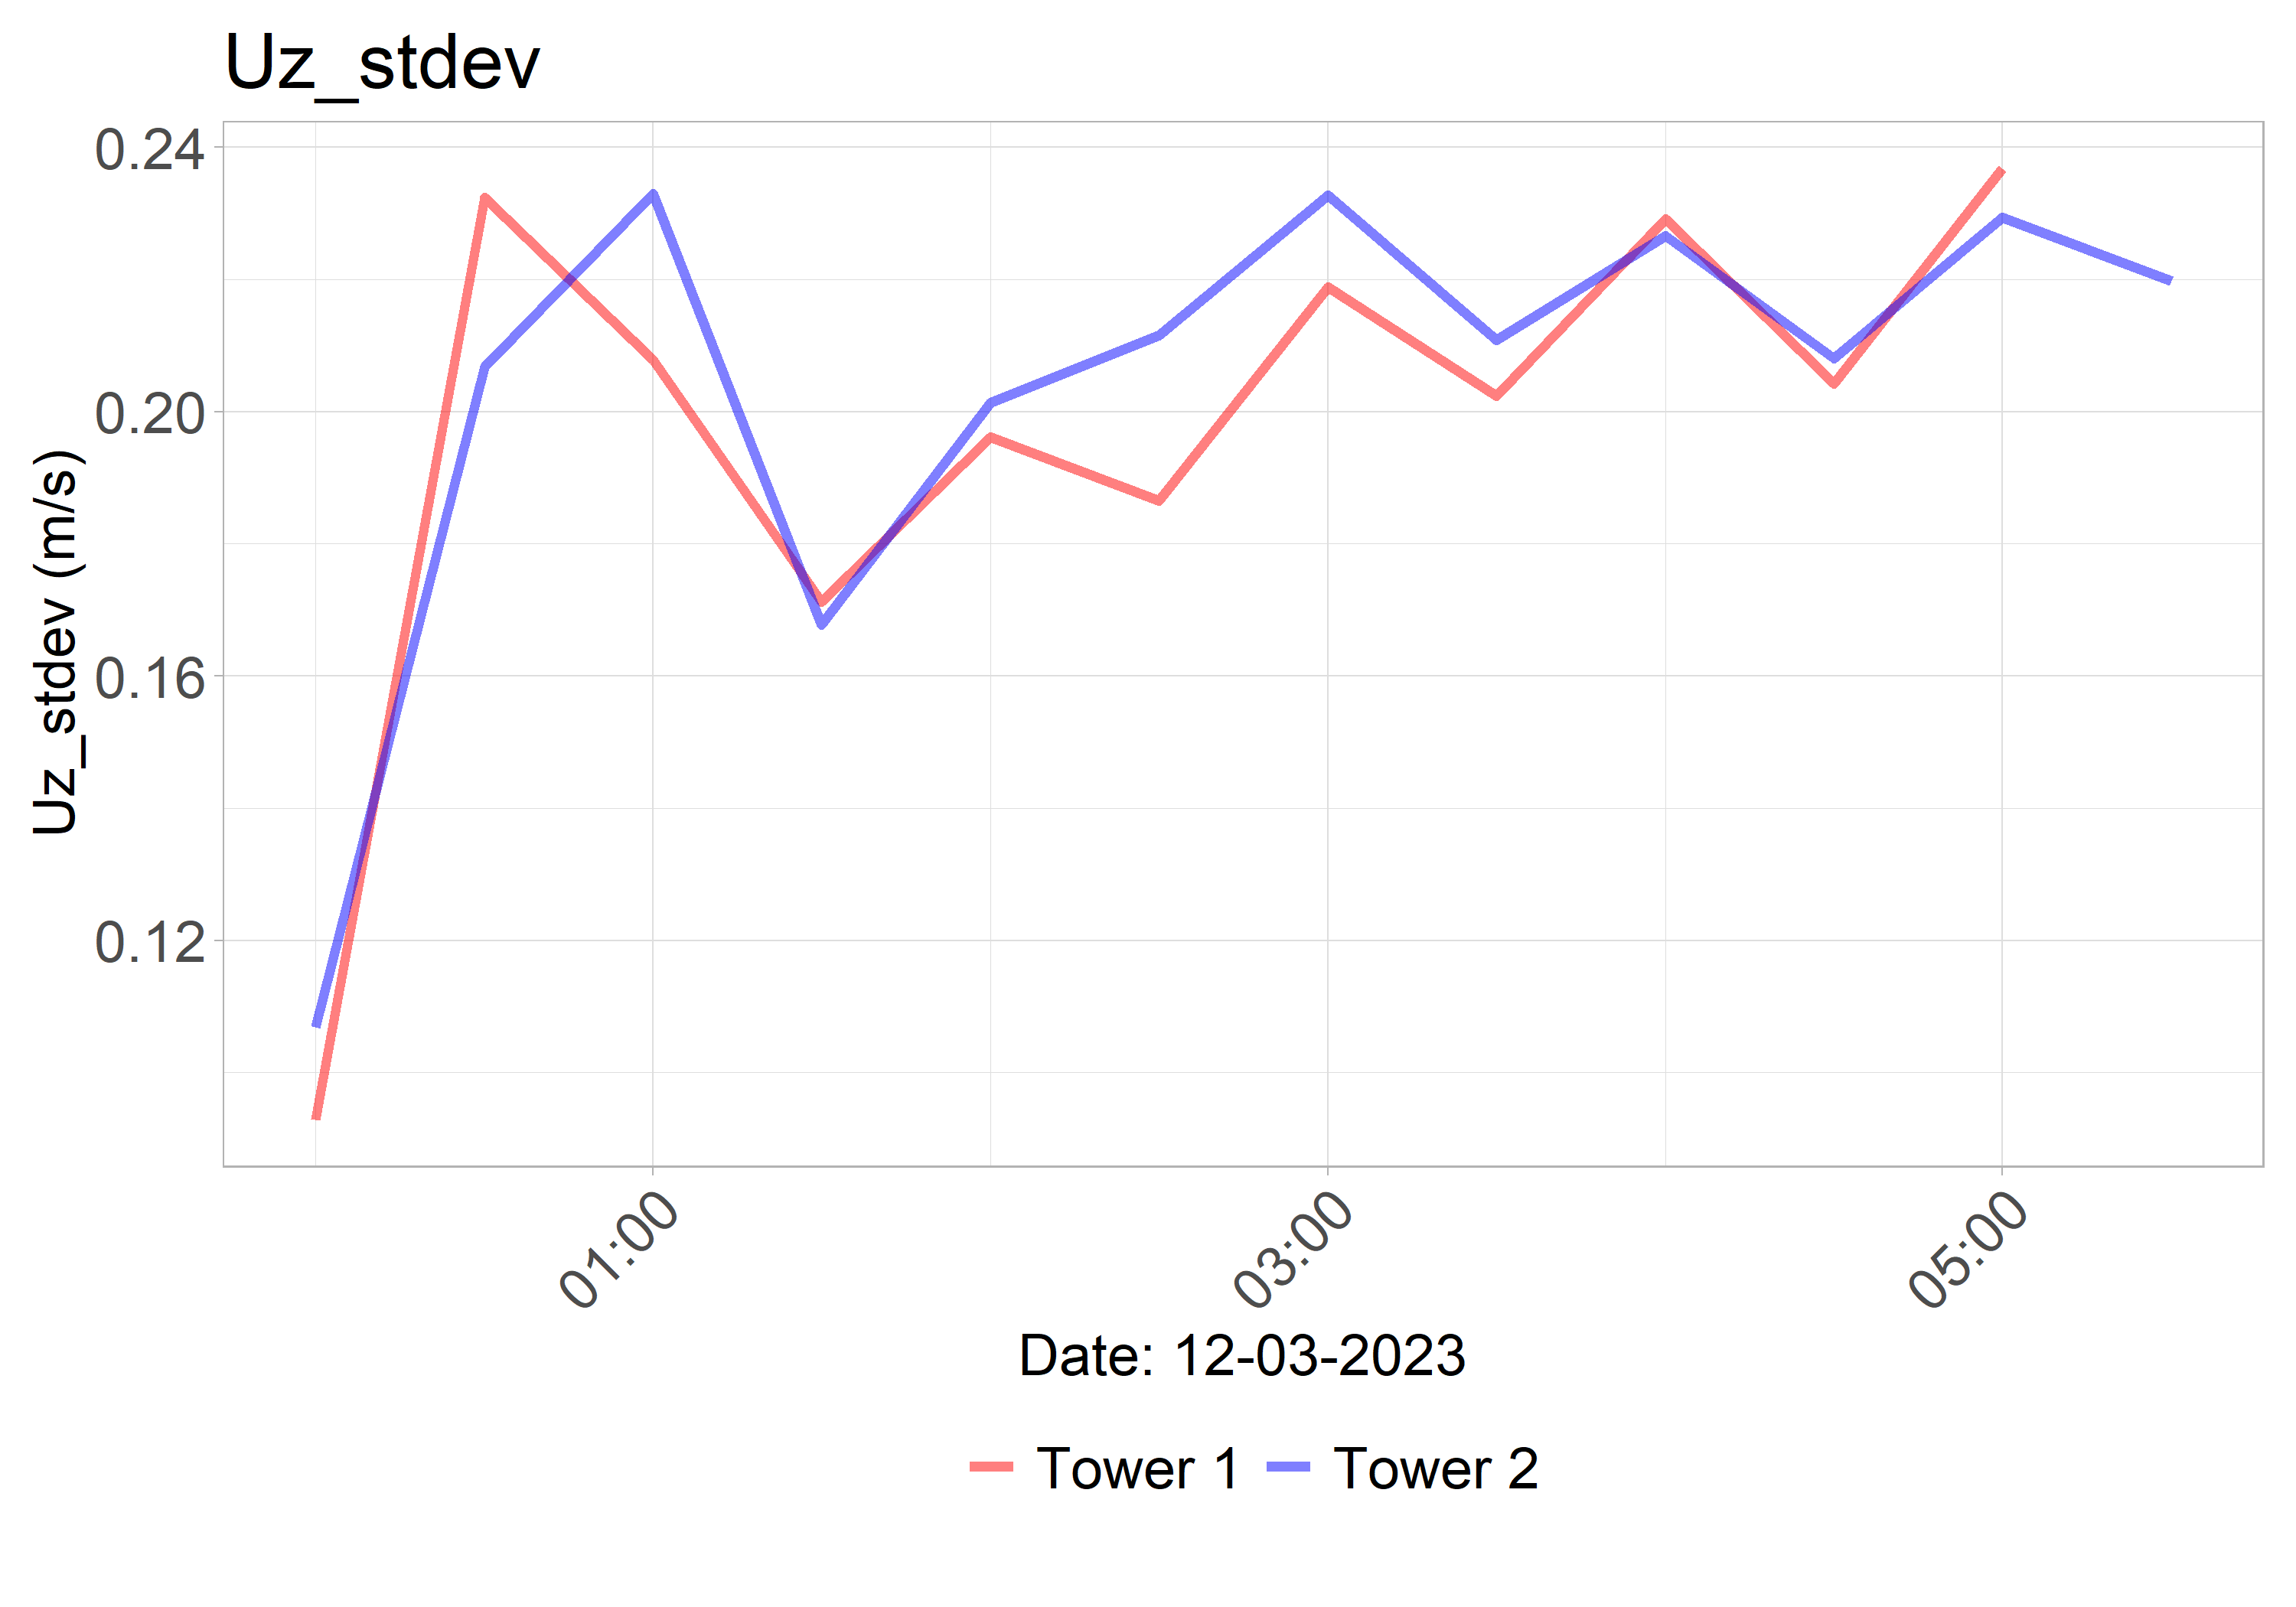 Uz_stdev
Uz_stdev (m/s)
0.24
0.20
0.16
0.12
01:00
03:00
05:00
Date: 12-03-2023
Tower 1
Tower 2